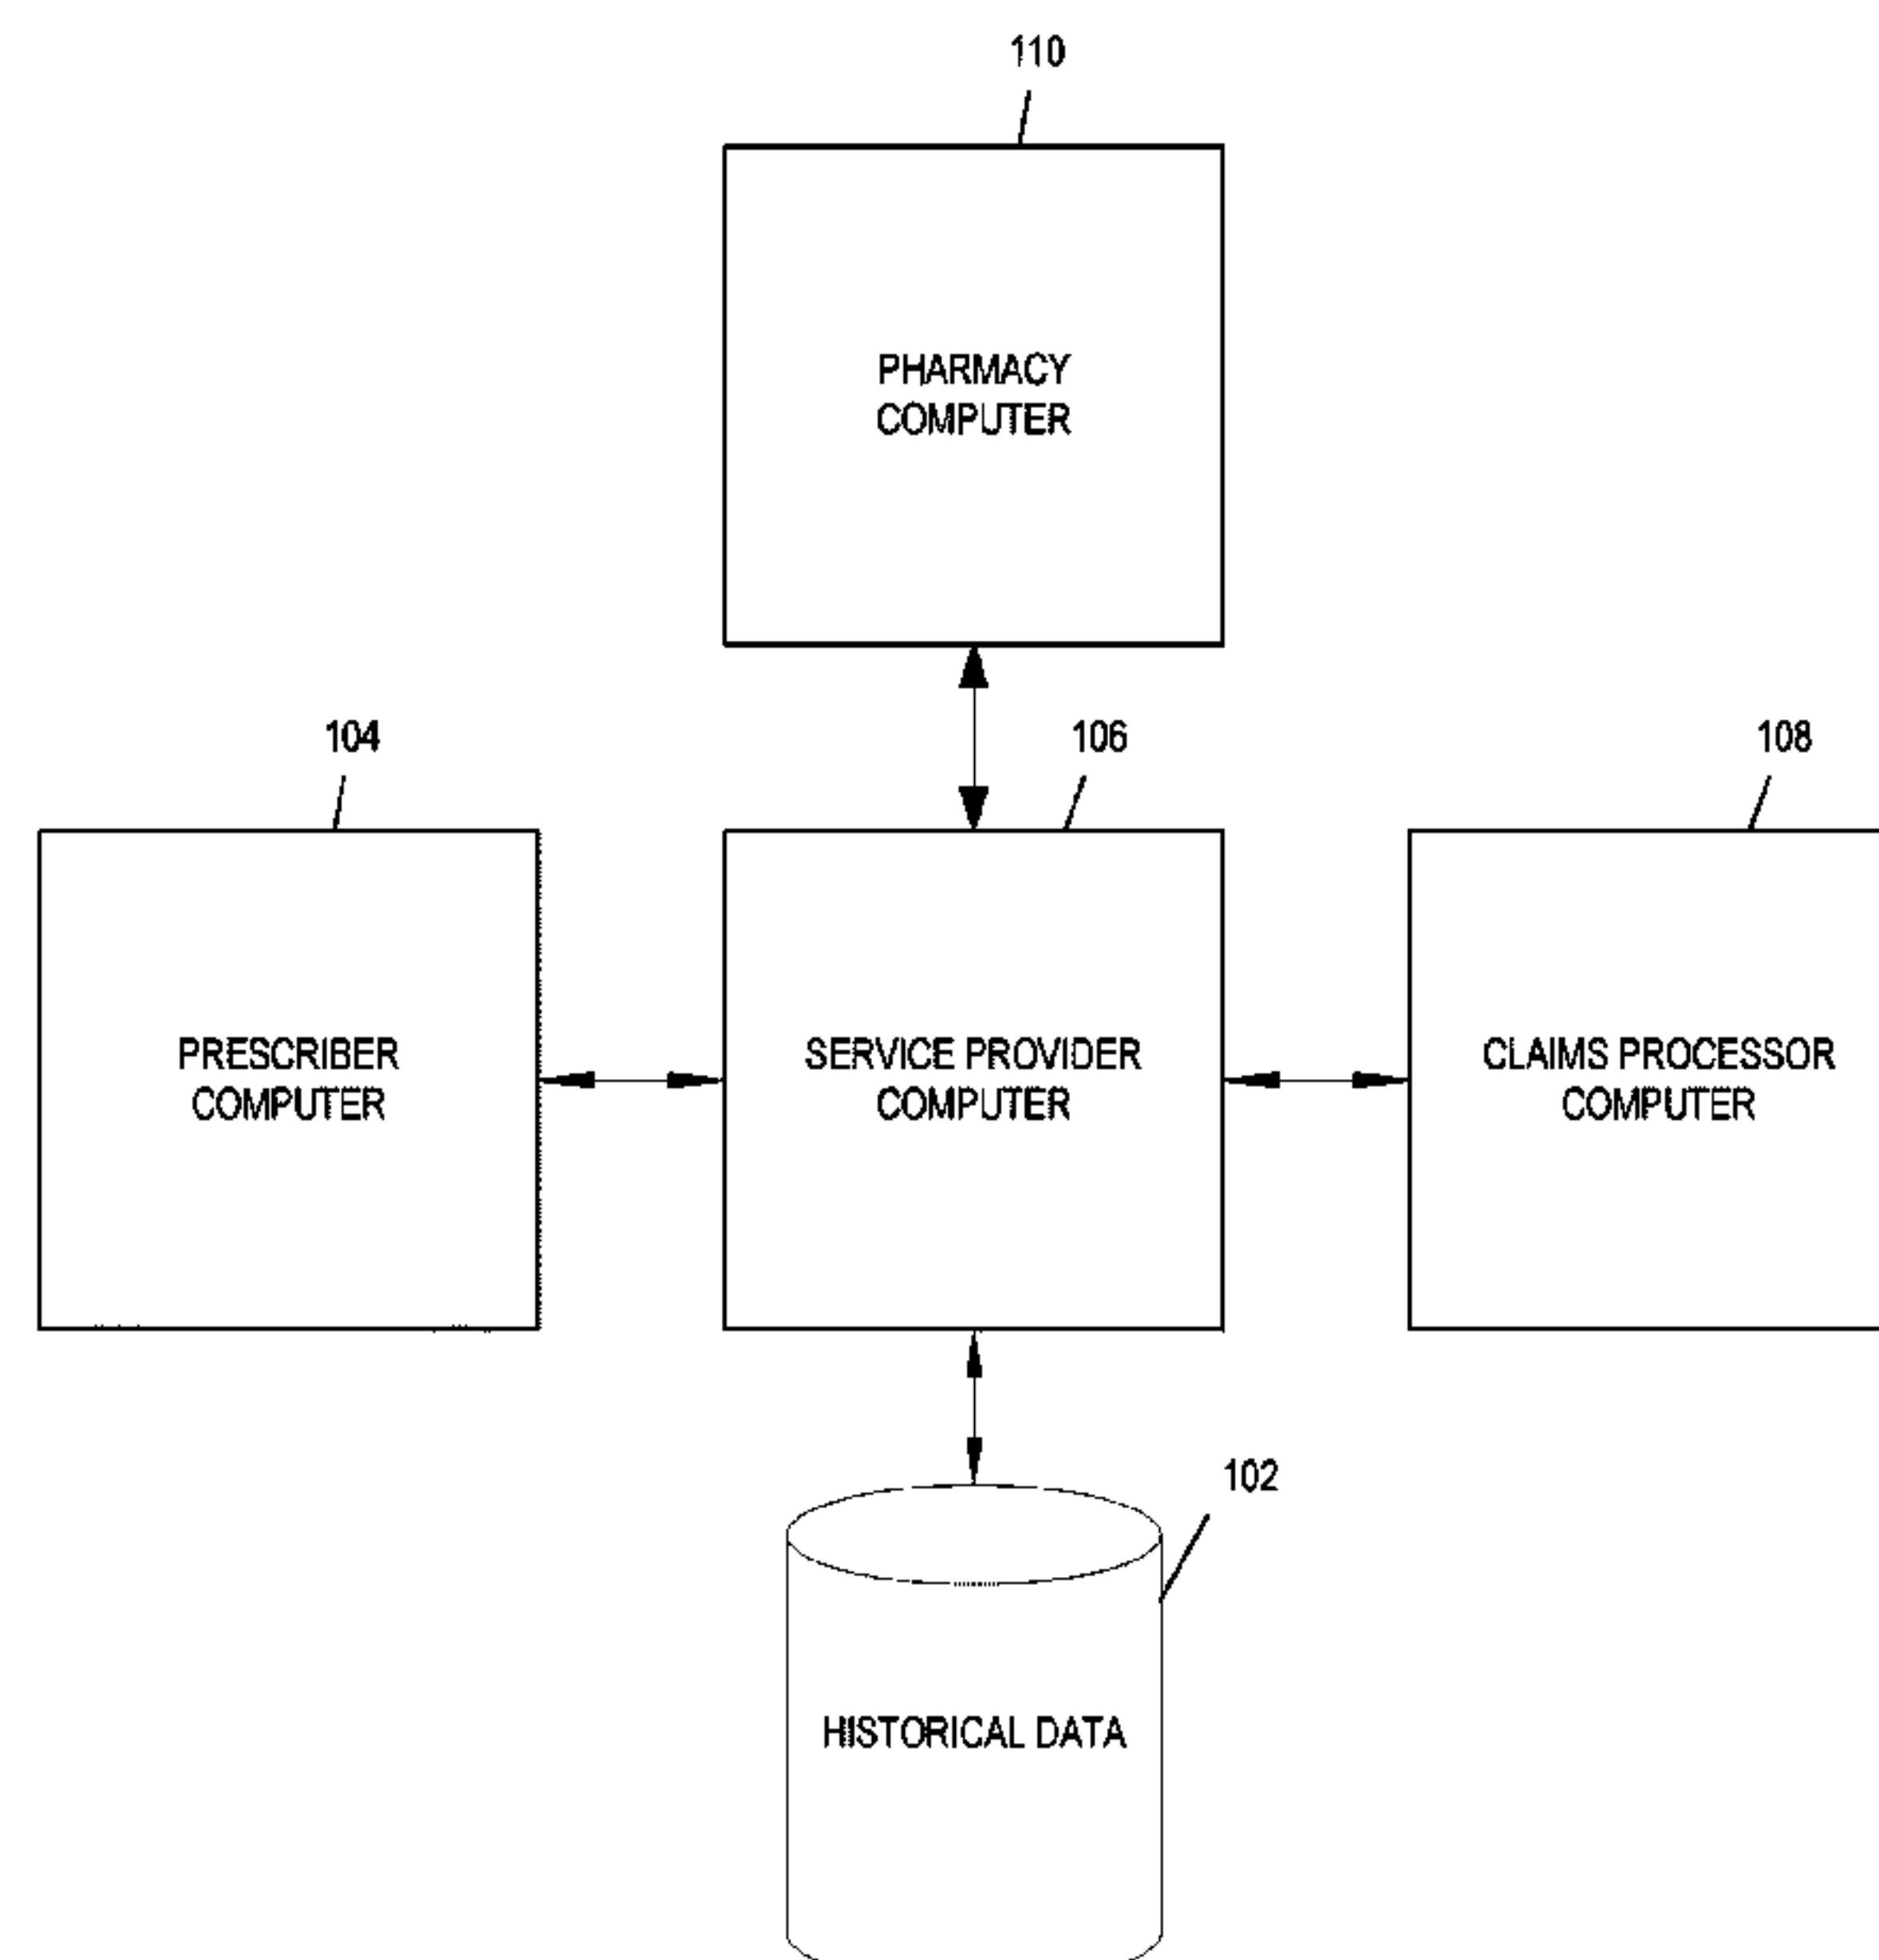 110
PHARMACY
COMPUTER
104
106
108
PRESCRIBER
COMPUTER
SERVICE PROVIDER
COMPUTER
CLAIMS PROCESSOR
COMPUTER
102
HISTORICAL DATA